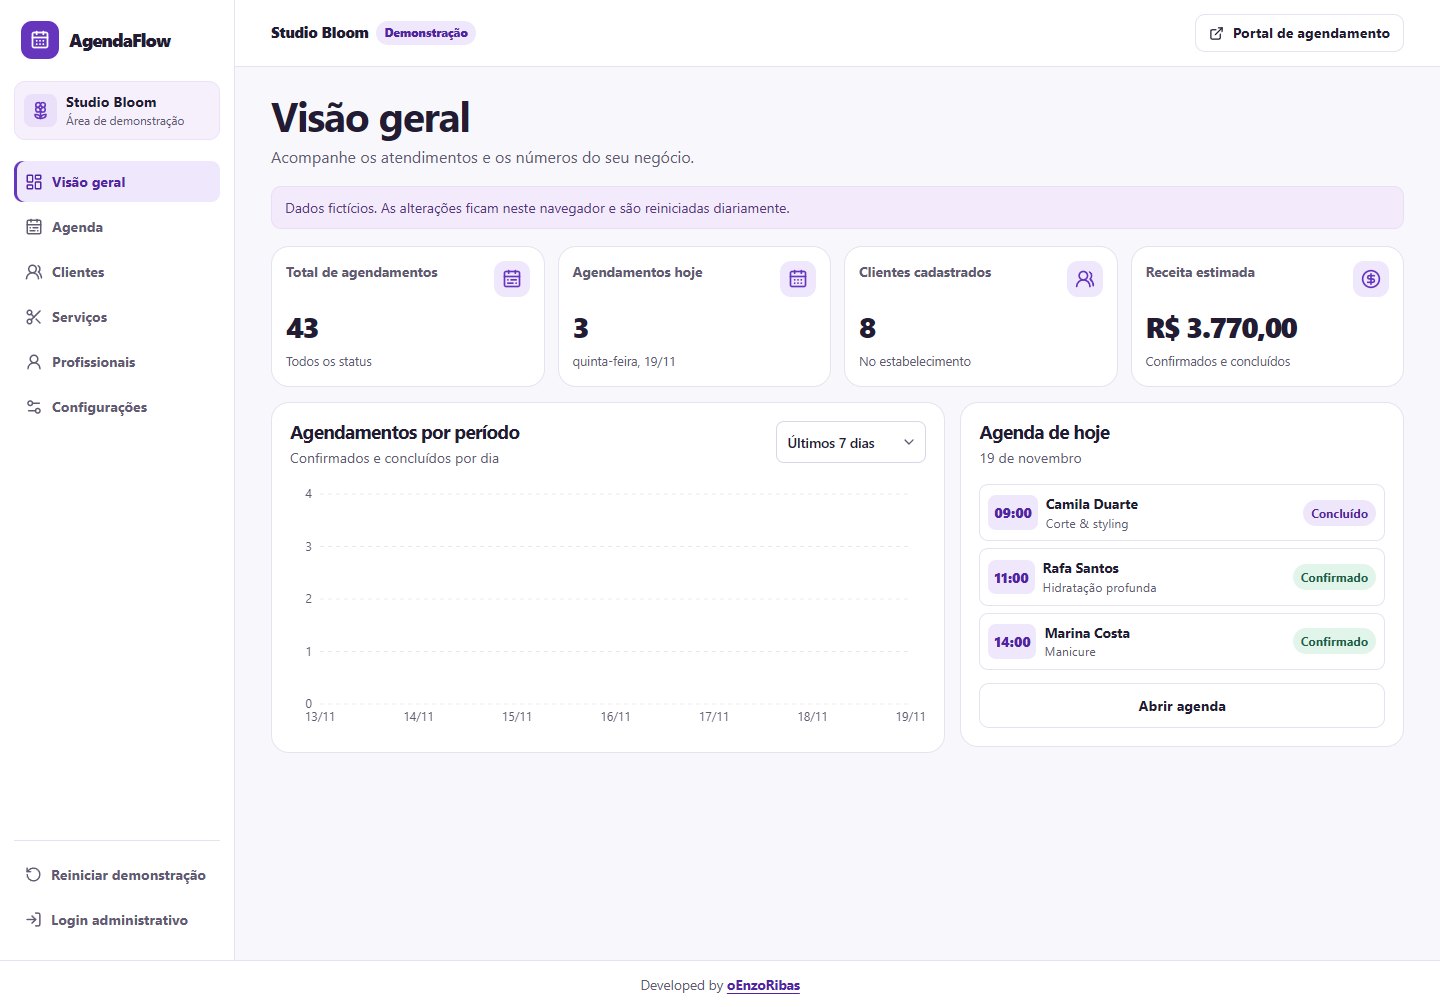 AgendaFlow
Studio Bloom
Área de demonstração
Visão geral
Agenda
Clientes
Serviços
Profissionais
Configurações
Reiniciar demonstração
Login administrativo
Studio Bloom
Demonstração
Portal de agendamento
Visão geral
Acompanhe os atendimentos e os números do seu negócio.
Dados fictícios. As alterações ficam neste navegador e são reiniciadas diariamente.
Total de agendamentos
43
Todos os status
Agendamentos hoje
3
quinta-feira, 19/11
Clientes cadastrados
8
No estabelecimento
Receita estimada
R$ 3.770,00
Confirmados e concluídos
Agendamentos por período
Confirmados e concluídos por dia
Últimos 7 dias
4
3
2
1
0
13/11 14/11 15/11 16/11 17/11 18/11 19/11
Agenda de hoje
19 de novembro
09:00
Camila Duarte
Corte & styling
Concluído
11:00
Rafa Santos
Hidratação profunda
Confirmado
14:00
Marina Costa
Manicure
Confirmado
Abrir agenda
Developed by oEnzoRibas